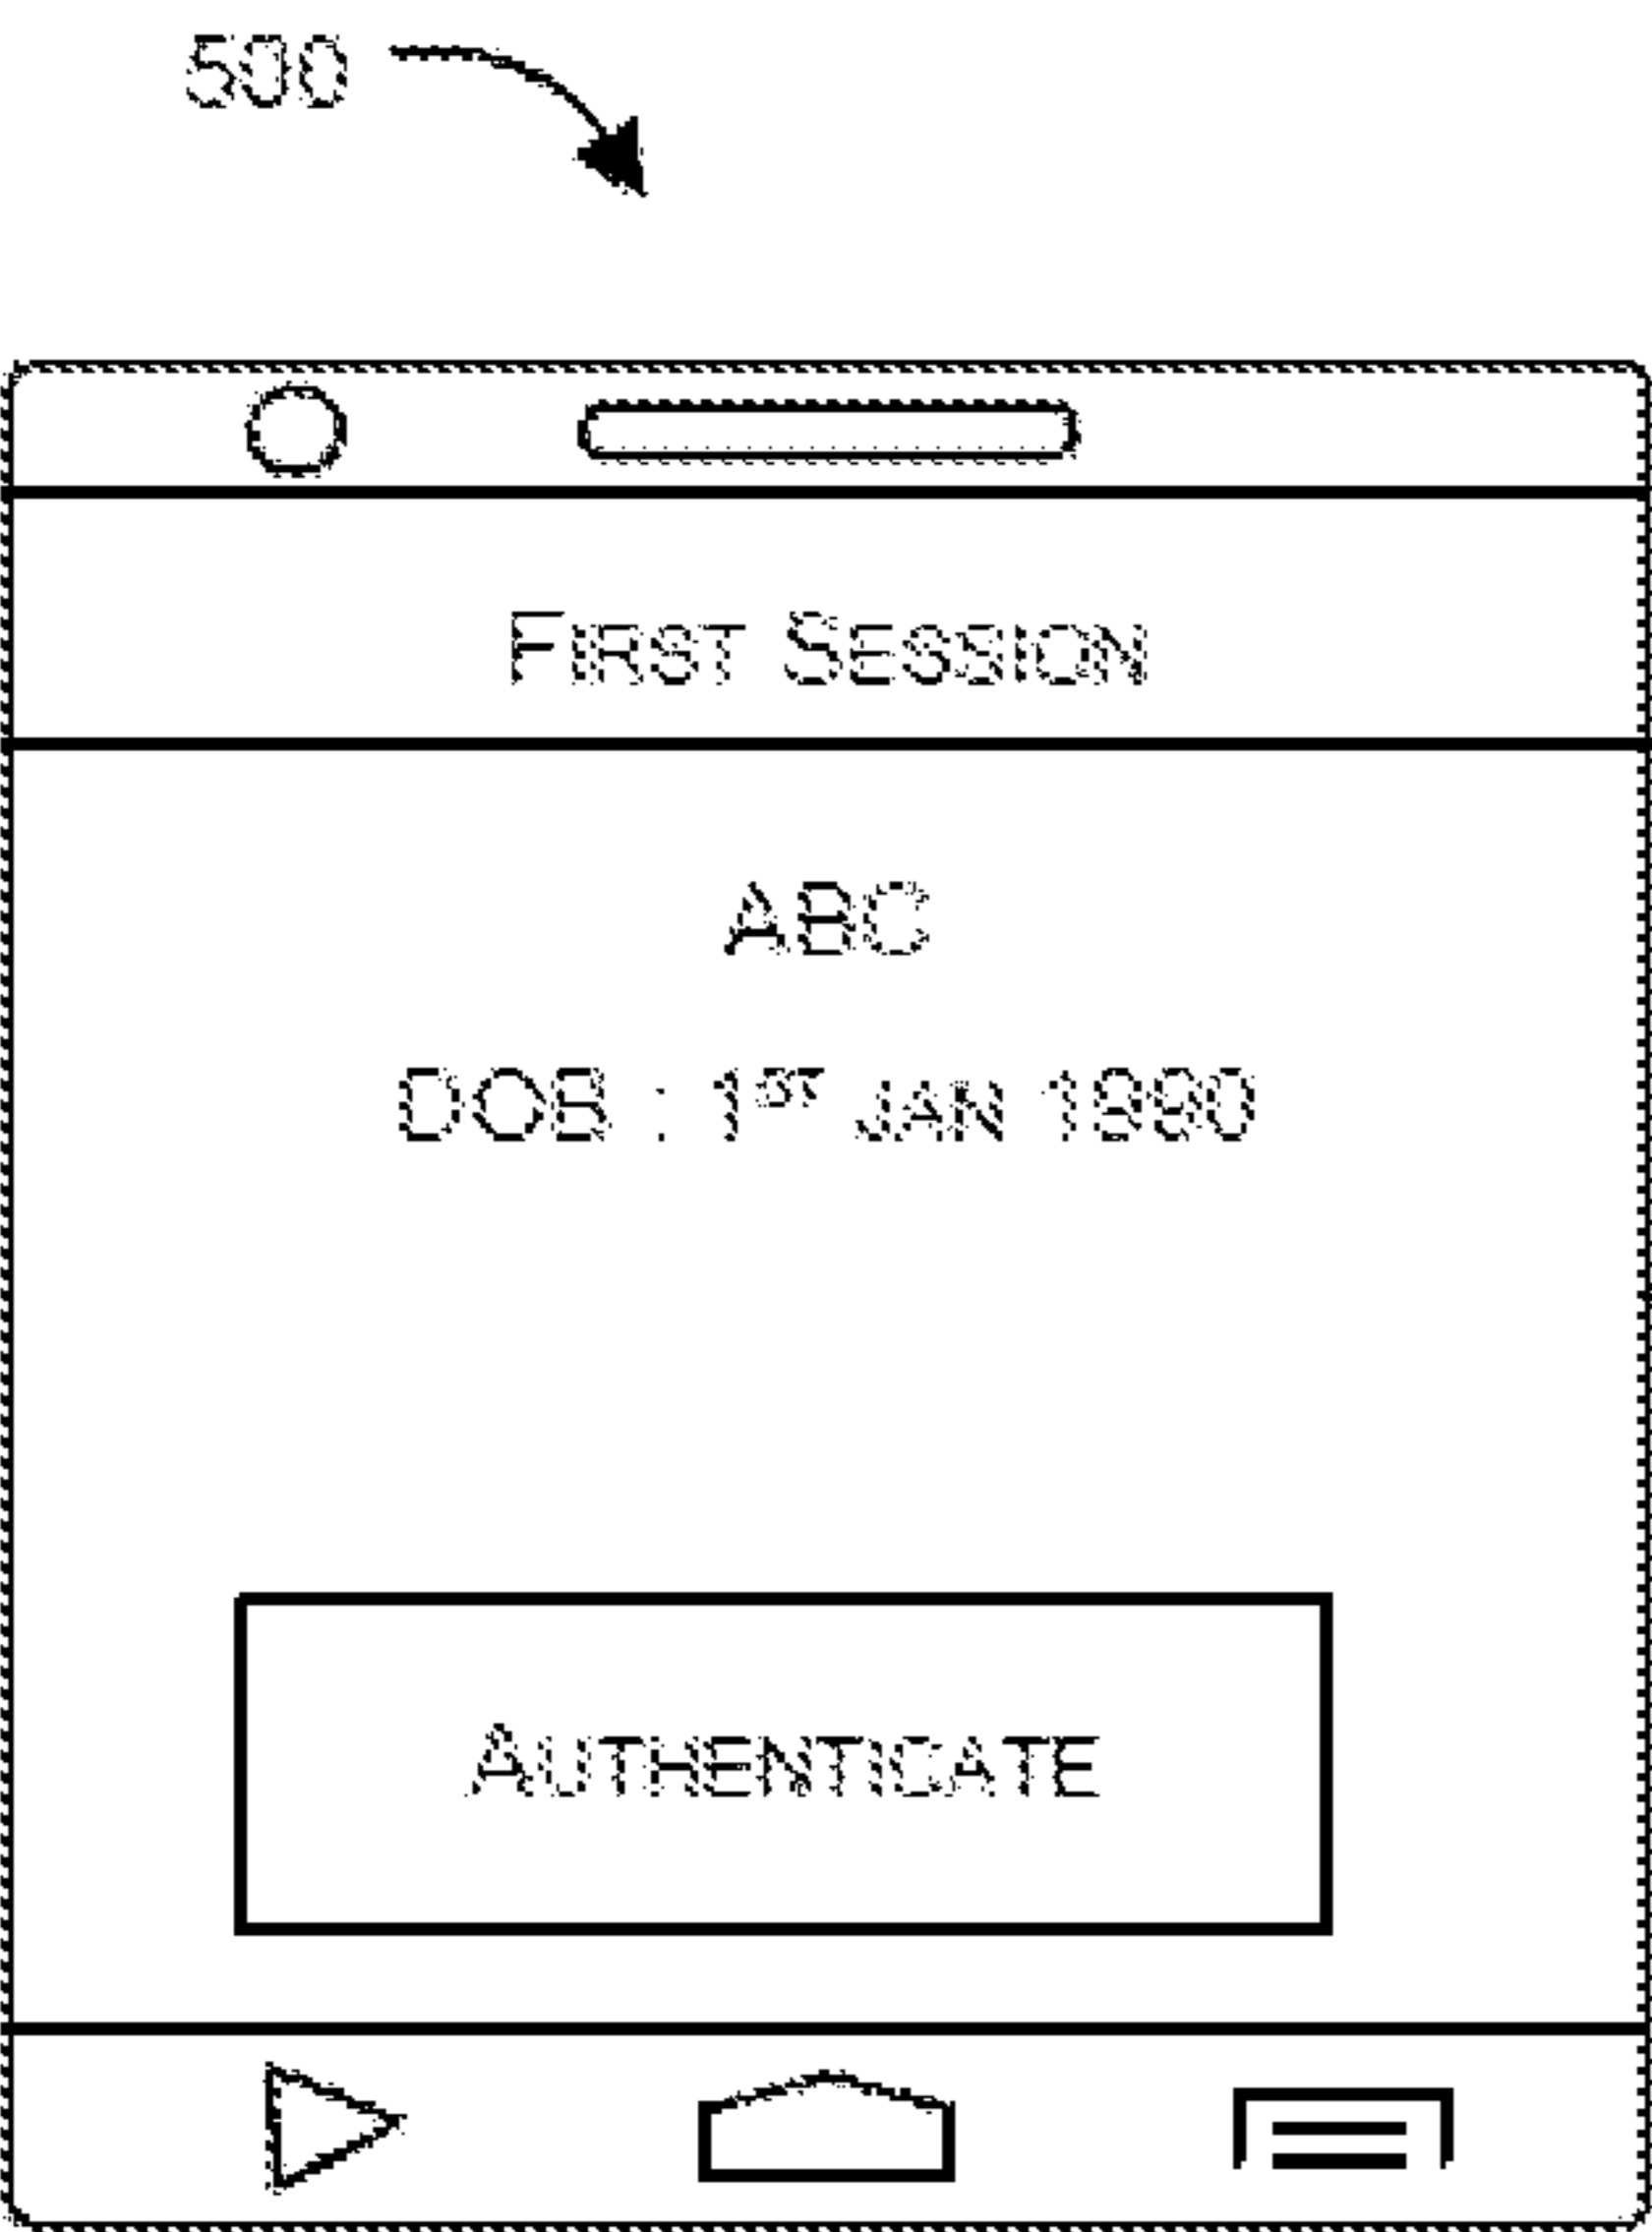 500
FIRST SESSION
ABC
DOB : 1ST JAN 1990
AUTHENTICATE